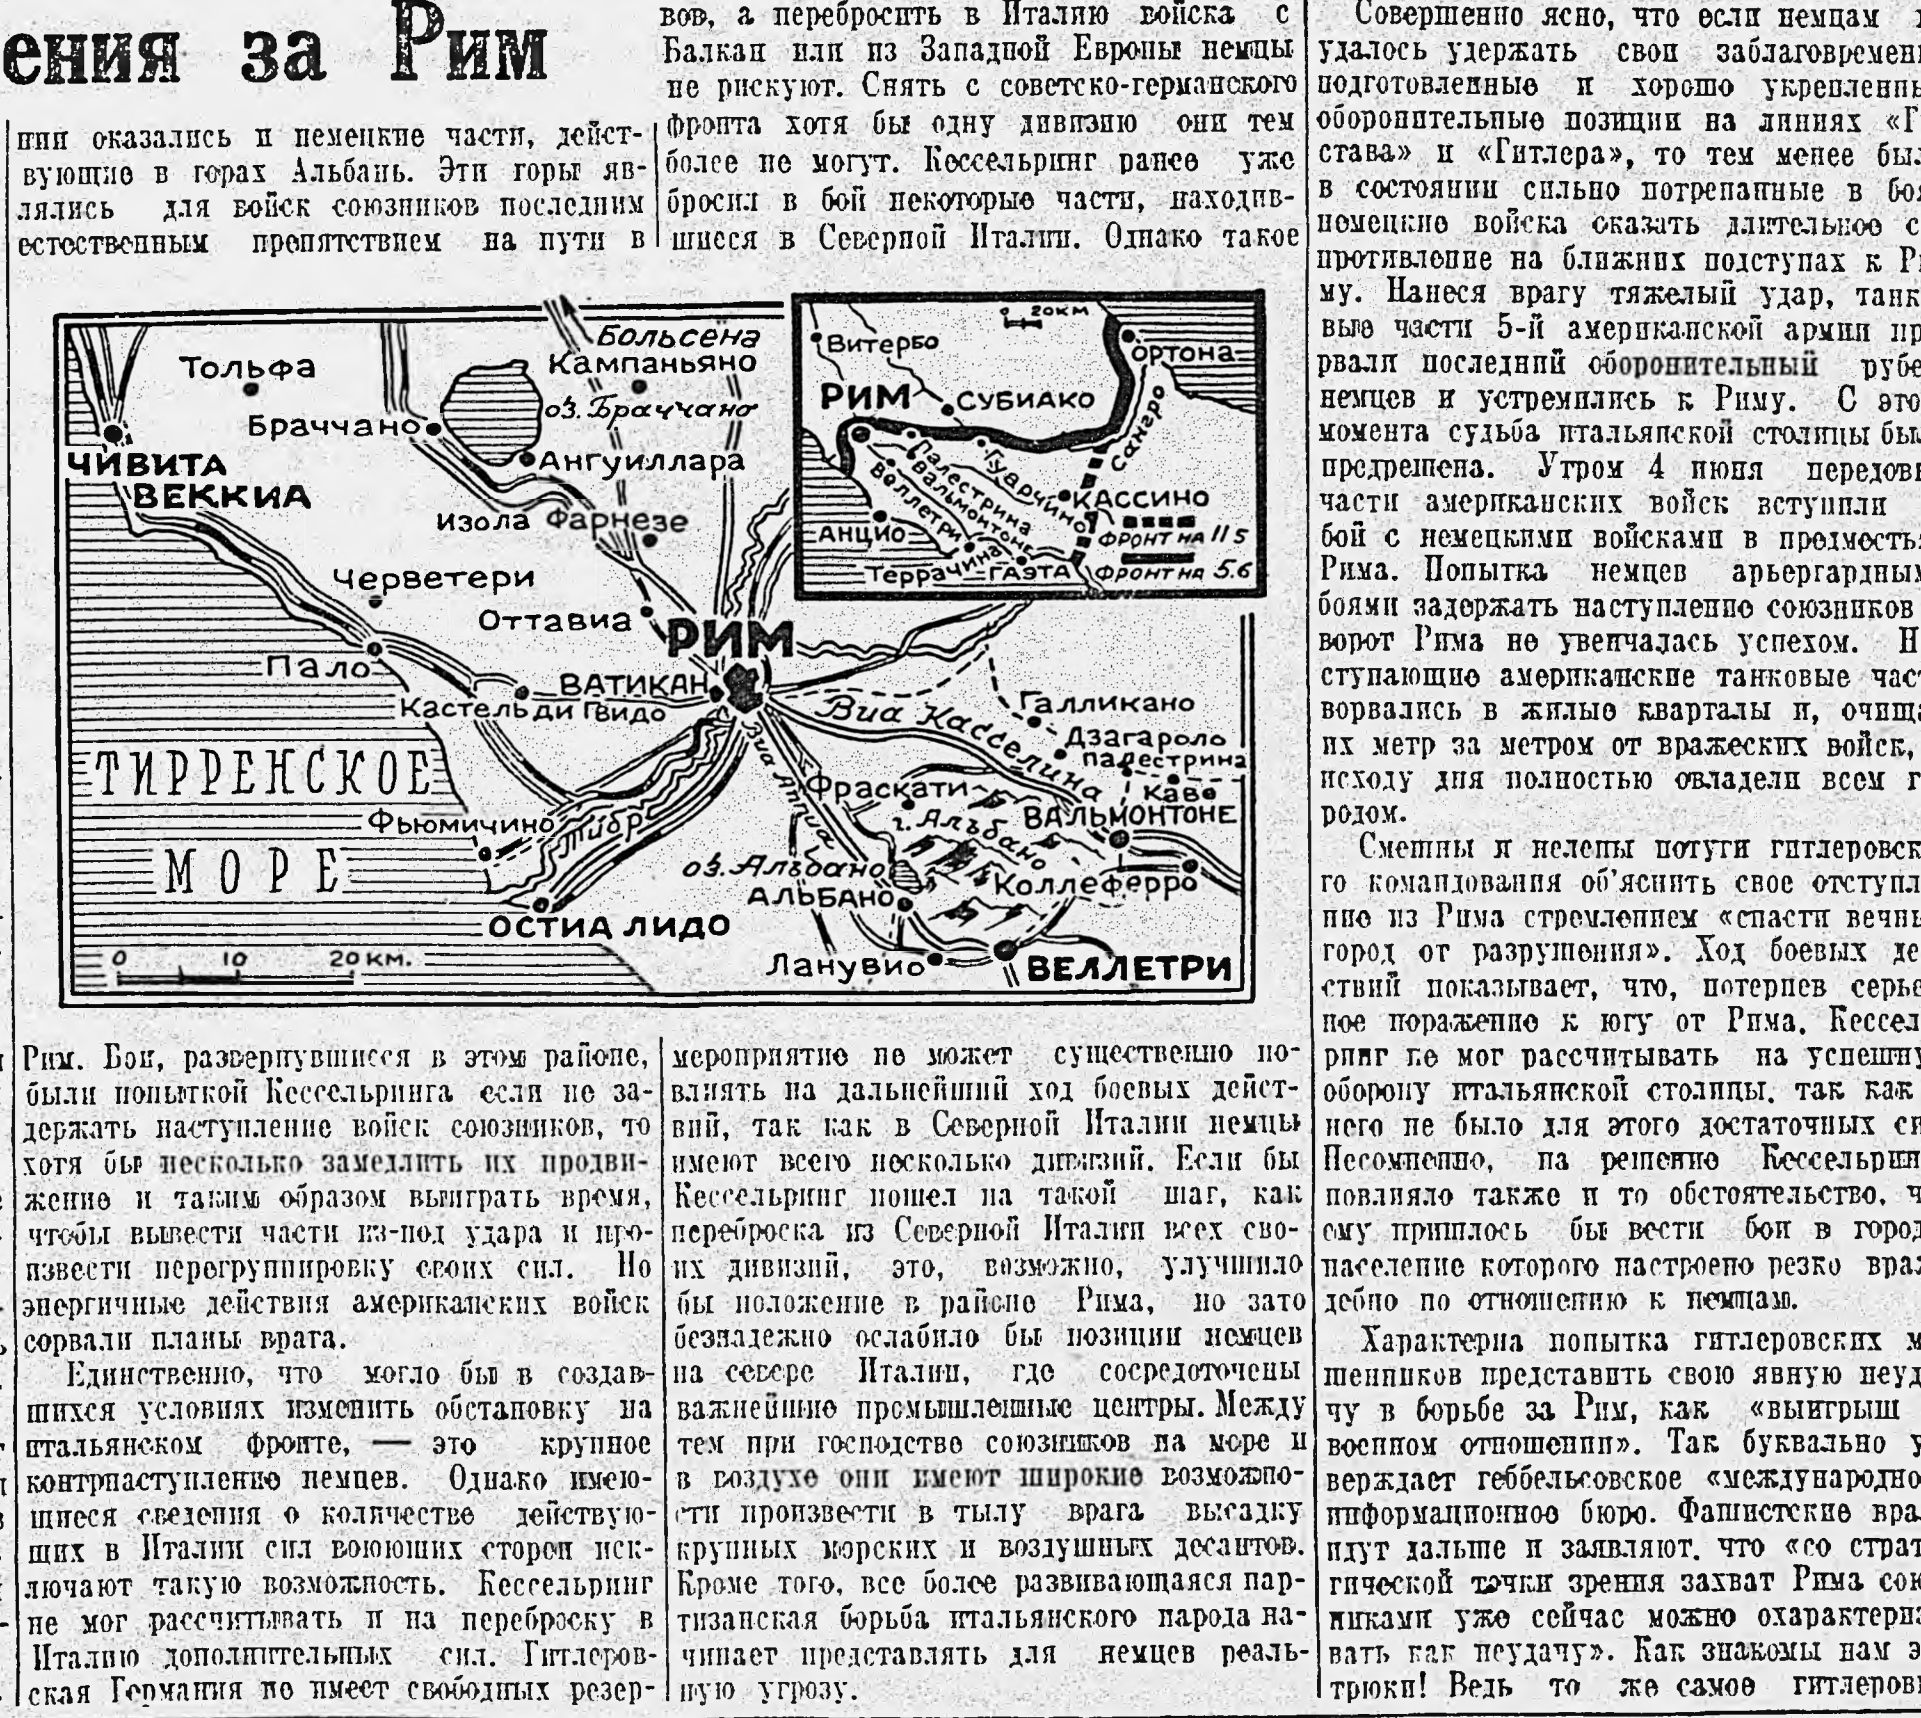 ения за Рим
нии оказались и немецкие части, дейст-
вующие в горах Альбань. Эти горы яв-
лялись для войск союзников последним
естественным препятствием на пути в
Больсена
Тольфа
Кампаньяно
оз. Браччано
Браччано
Ангуиллара
ЧИВИТА
ВЕККИА
Изола Фарнезе
Черветери
Оттавиа
РИМ
Пало
ВАТИКАН
Кастель ди Гвидо
Виа Касселина
Галликано
Дзагароло
Палестрина
Каве
Виа Аппиа
ТИРРЕНСКОЕ
МОРЕ
Фраскати
г. Альбано
ВАЛЬМОНТОНЕ
Фьюмичино
Тибр
оз. Альбано
АЛЬБАНО
Коллеферро
ОСТИА ЛИДО
Ланувио
ВЕЛЛЕТРИ
0 10 20 км.
0 20 км
Витербо
Ортона
РИМ
СУБИАКО
Сангро
Гуарчино
Палестрина
Вальмонтоне
Веллетри
КАССИНО
АНЦИО
Террачина
ГАЭТА
ФРОНТ НА 11 5
ФРОНТ НА 5.6
Рим. Бои, развернувшиеся в этом районе,
были попыткой Кессельринга если не за-
держать наступление войск союзников, то
хотя бы несколько замедлить их продви-
жение и таким образом выиграть время,
чтобы вывести части из-под удара и про-
извести перегруппировку своих сил. Но
энергичные действия американских войск
сорвали планы врага.
Единственно, что могло бы в создав-
шихся условиях изменить обстановку на
итальянском фронте, — это крупное
контрнаступление немцев. Однако имею-
щиеся сведения о количестве действую-
щих в Италии сил воюющих сторон иск-
лючают такую возможность. Кессельринг
не мог рассчитывать и на переброску в
Италию дополнительных сил. Гитлеров-
ская Германия не имеет свободных резер-
вов, а перебросить в Италию войска с
Балкан или из Западной Европы немцы
не рискуют. Снять с советско-германского
фронта хотя бы одну дивизию они тем
более не могут. Кессельринг ранее уже
бросил в бой некоторые части, находив-
шиеся в Северной Италии. Однако такое
мероприятие не может существенно по-
влиять на дальнейший ход боевых дейст-
вий, так как в Северной Италии немцы
имеют всего несколько дивизий. Если бы
Кессельринг пошел на такой шаг, как
переброска из Северной Италии всех сво-
их дивизий, это, возможно, улучшило
бы положение в районе Рима, но зато
безнадежно ослабило бы позиции немцев
на севере Италии, где сосредоточены
важнейшие промышленные центры. Между
тем при господстве союзников на море и
в воздухе они имеют широкие возможно-
сти произвести в тылу врага высадку
крупных морских и воздушных десантов.
Кроме того, все более развивающаяся пар-
тизанская борьба итальянского народа на-
чинает представлять для немцев реаль-
ную угрозу.
Совершенно ясно, что если немцам
удалось удержать свои заблаговремен
подготовленные и хорошо укрепленны
оборонительные позиции на линиях «Г
става» и «Гитлера», то тем менее был
в состоянии сильно потрепанные в боя
немецкие войска оказать длительное с
противление на ближних подступах к Ри
му. Нанеся врагу тяжелый удар, танк
вые части 5-й американской армии пр
рвали последний оборонительный рубе
немцев и устремились к Риму. С это
момента судьба итальянской столицы бы
предрешена. Утром 4 июня передов
части американских войск вступили
бой с немецкими войсками в предместь
Рима. Попытка немцев арьергардным
боями задержать наступление союзников
ворот Рима не увенчалась успехом. Н
ступающие американские танковые част
ворвались в жилые кварталы и, очища
их метр за метром от вражеских войск,
исходу дня полностью овладели всем г
родом.
Смешны и нелепы потуги гитлеровск
го командования об'яснить свое отступл
ние из Рима стремлением «спасти вечны
город от разрушения». Ход боевых де
ствий показывает, что, потерпев серье
ное поражение к югу от Рима, Кессел
ринг не мог рассчитывать на успешну
оборону итальянской столицы, так как
него не было для этого достаточных си
Несомненно, на решение Кессельрин
повлияло также и то обстоятельство, ч
ему пришлось бы вести бои в город
население которого настроено резко враж
дебно по отношению к немцам.
Характерна попытка гитлеровских м
шенников представить свою явную неуд
чу в борьбе за Рим, как «выигрыш
военном отношении». Так буквально у
верждает геббельсовское «международно
информационное бюро. Фашистские вра
идут дальше и заявляют, что «со страт
гической точки зрения захват Рима сою
никами уже сейчас можно охарактериз
вать как неудачу». Как знакомы нам э
трюки! Ведь то же самое гитлеров